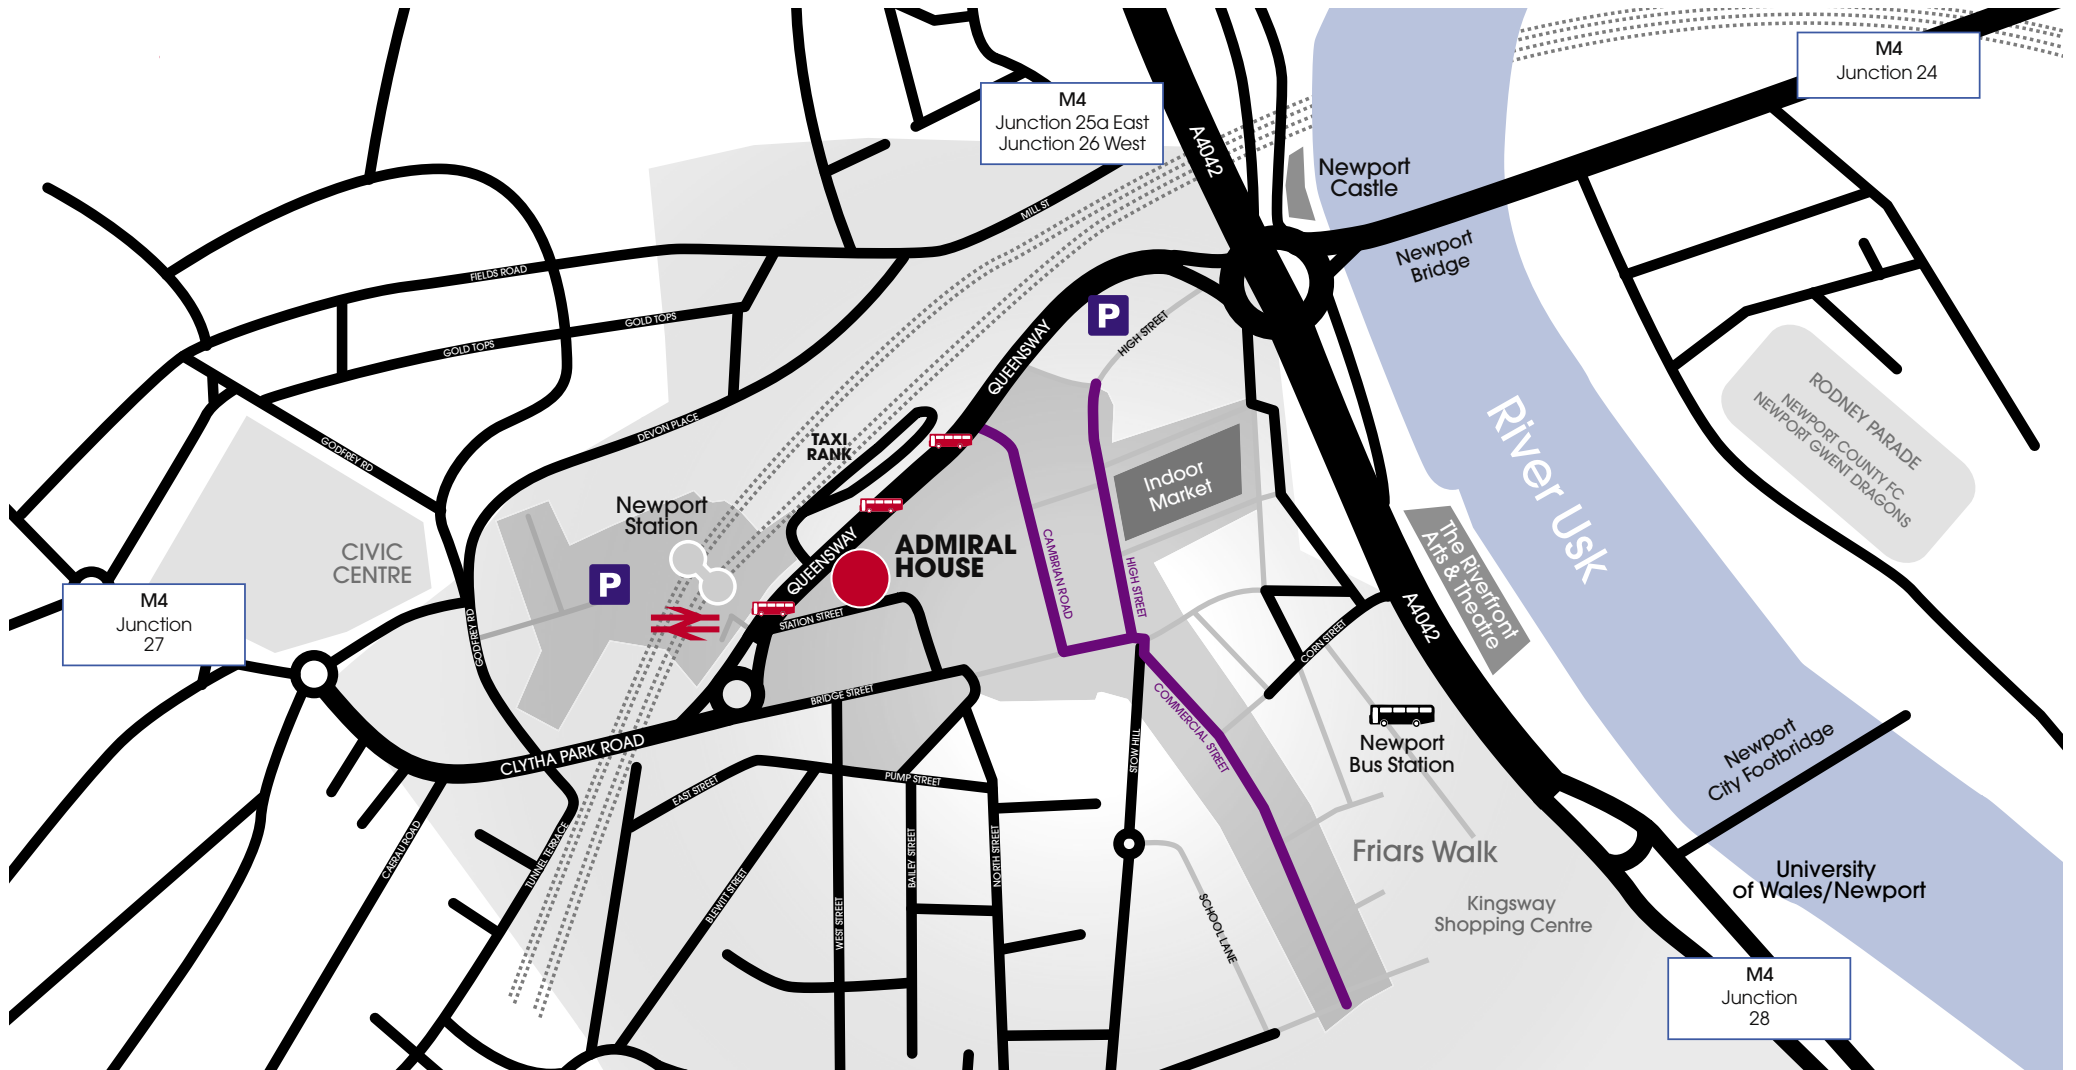 M4
Junction 24
M4
Junction 25a East
Junction 26 West
A4042
Newport
Castle
MILL ST
Newport
Bridge
FIELDS ROAD
GOLD TOPS
GOLD TOPS
QUEENSWAY
P
HIGH STREET
DEVON PLACE
GODFREY RD
TAXI
RANK
Indoor
Market
River Usk
RODNEY PARADE
NEWPORT COUNTY FC
NEWPORT GWENT DRAGONS
Newport
Station
CIVIC
CENTRE
P
QUEENSWAY
ADMIRAL
HOUSE
CAMBRIAN ROAD
HIGH STREET
The Riverfront
Arts & Theatre
A4042
M4
Junction
27
GODFREY RD
STATION STREET
CORN STREET
BRIDGE STREET
COMMERCIAL STREET
CLYTHA PARK ROAD
STOW HILL
Newport
Bus Station
Newport
City Footbridge
EAST STREET
PUMP STREET
CAERAU ROAD
TUNNEL TERRACE
BLEWITT STREET
WEST STREET
BAILEY STREET
NORTH STREET
SCHOOL LANE
Friars Walk
Kingsway
Shopping Centre
University
of Wales/Newport
M4
Junction
28